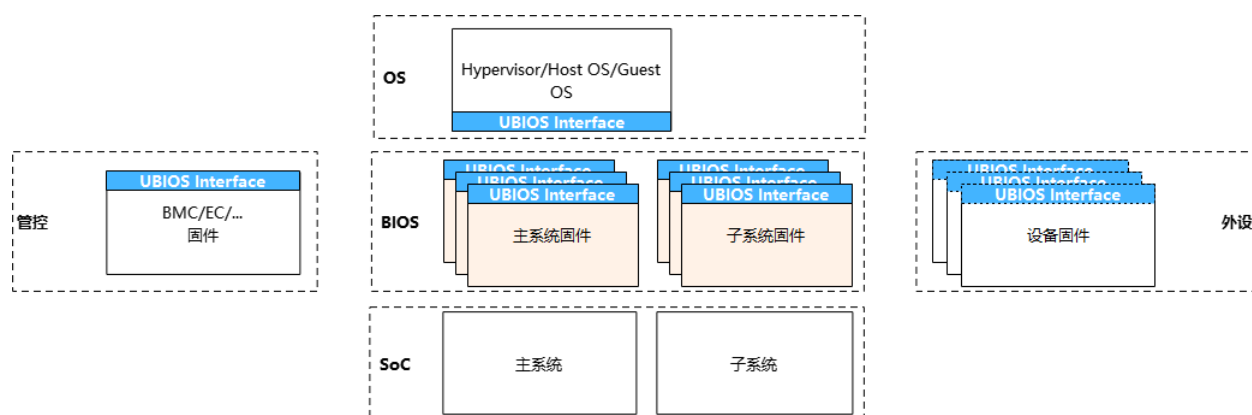 OS
Hypervisor/Host OS/Guest
OS
UBIOS Interface
管控
UBIOS Interface
BMC/EC/...
固件
BIOS
UBIOS Interface
UBIOS Interface
UBIOS Interface
主系统固件
UBIOS Interface
UBIOS Interface
UBIOS Interface
子系统固件
UBIOS Interface
UBIOS Interface
UBIOS Interface
设备固件
外设
SoC
主系统
子系统